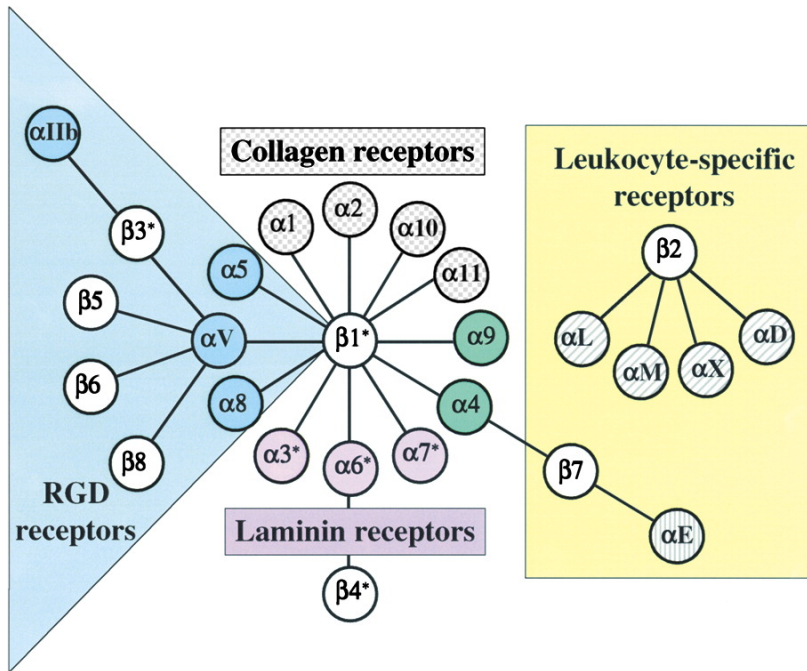 αIIb
Collagen receptors
Leukocyte-specific
receptors
α2
α1
α10
β3*
β2
α5
α11
β5
αV
β1*
α9
αL
αD
αM
αX
β6
α8
α4
α3*
α6*
α7*
β8
β7
RGD
receptors
Laminin receptors
αE
β4*